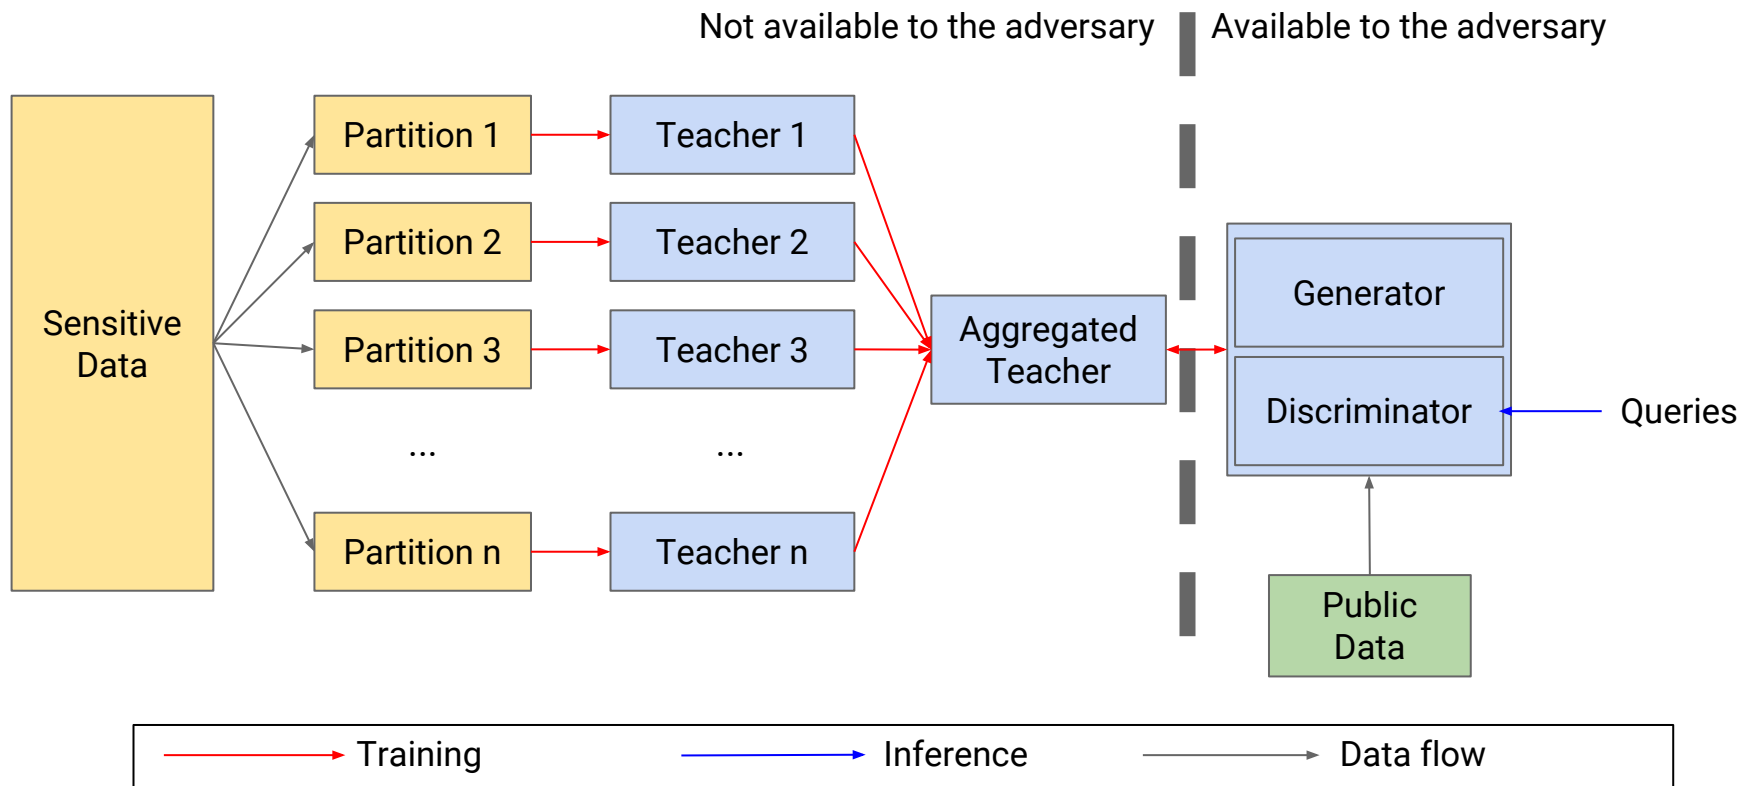 Not available to the adversary
Available to the adversary
Sensitive
Data
Partition 1
Teacher 1
Partition 2
Teacher 2
Partition 3
Teacher 3
...
...
Partition n
Teacher n
Aggregated
Teacher
Generator
Discriminator
Queries
Public
Data
Training
Inference
Data flow